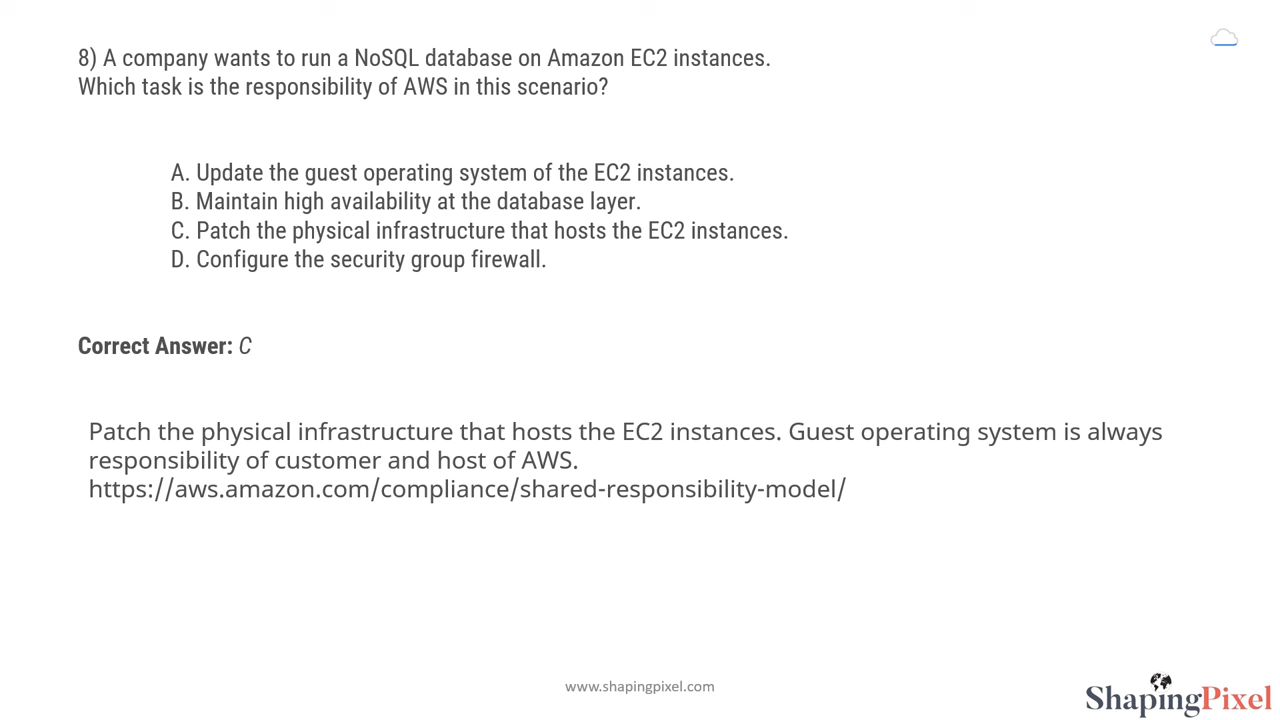 8) A company wants to run a NoSQL database on Amazon EC2 instances.
Which task is the responsibility of AWS in this scenario?
A. Update the guest operating system of the EC2 instances.
B. Maintain high availability at the database layer.
C. Patch the physical infrastructure that hosts the EC2 instances.
D. Configure the security group firewall.
Correct Answer: C
Patch the physical infrastructure that hosts the EC2 instances. Guest operating system is always
responsibility of customer and host of AWS.
https://aws.amazon.com/compliance/shared-responsibility-model/
www.shapingpixel.com
ShapingPixel